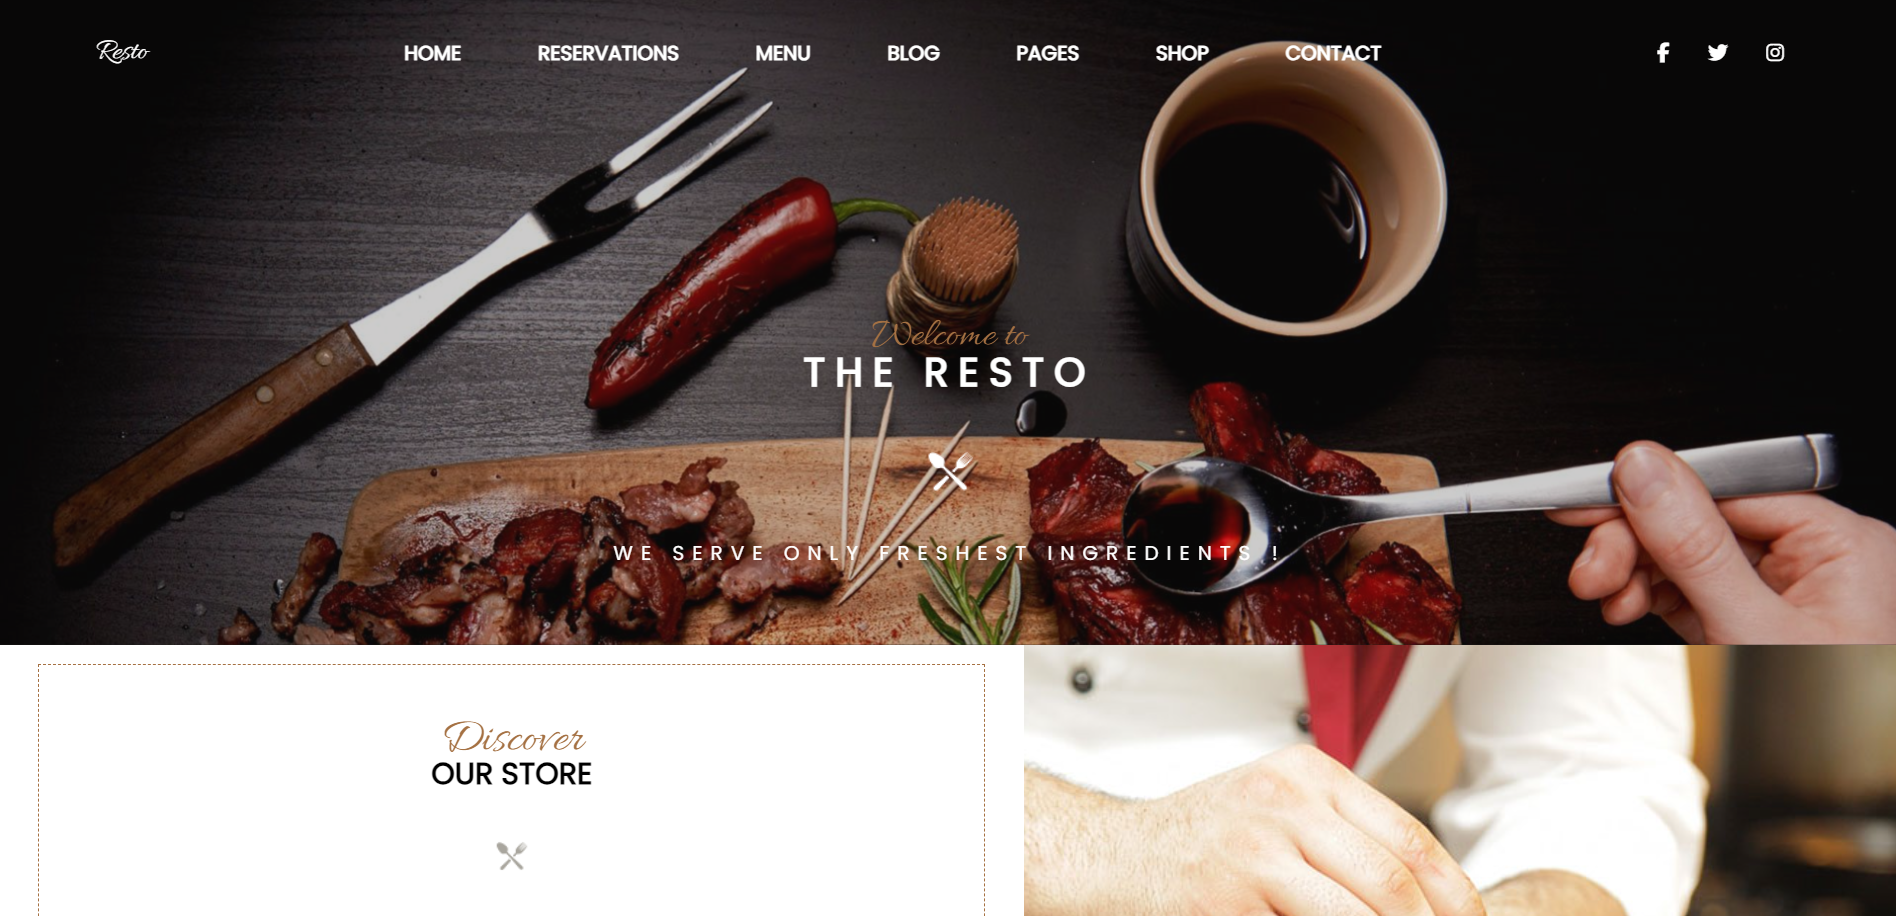 Resto
HOME RESERVATIONS MENU BLOG PAGES SHOP CONTACT
Welcome to
THE RESTO
WE SERVE ONLY FRESHEST INGREDIENTS !
Discover
OUR STORE